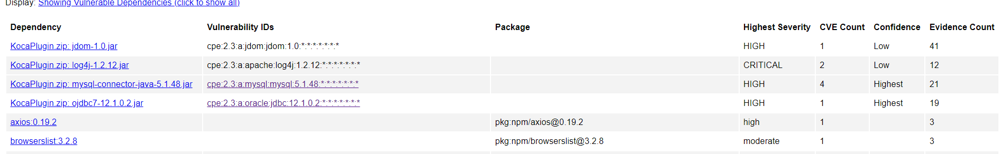 Display: Showing Vulnerable Dependencies (click to show all)
Dependency Vulnerability IDs Package Highest Severity CVE Count Confidence Evidence Count
KocaPlugin.zip: jdom-1.0.jar cpe:2.3:a:jdom:jdom:1.0:*:*:*:*:*:*:* HIGH 1 Low 41
KocaPlugin.zip: log4j-1.2.12.jar cpe:2.3:a:apache:log4j:1.2.12:*:*:*:*:*:*:* CRITICAL 2 Low 12
KocaPlugin.zip: mysql-connector-java-5.1.48.jar cpe:2.3:a:mysql:mysql:5.1.48:*:*:*:*:*:*:* HIGH 4 Highest 21
KocaPlugin.zip: ojdbc7-12.1.0.2.jar cpe:2.3:a:oracle:jdbc:12.1.0.2:*:*:*:*:*:*:* HIGH 1 Highest 19
axios:0.19.2 pkg:npm/axios@0.19.2 high 1 3
browserslist:3.2.8 pkg:npm/browserslist@3.2.8 moderate 1 3